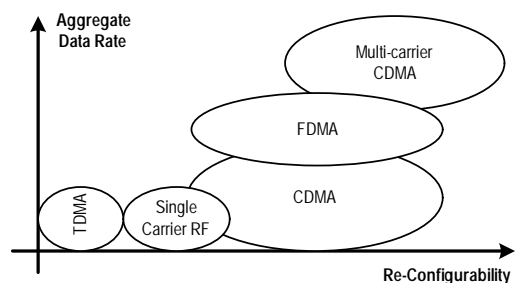 Aggregate
Data Rate
Multi-carrier
CDMA
FDMA
CDMA
TDMA
Single
Carrier RF
Re-Configurability